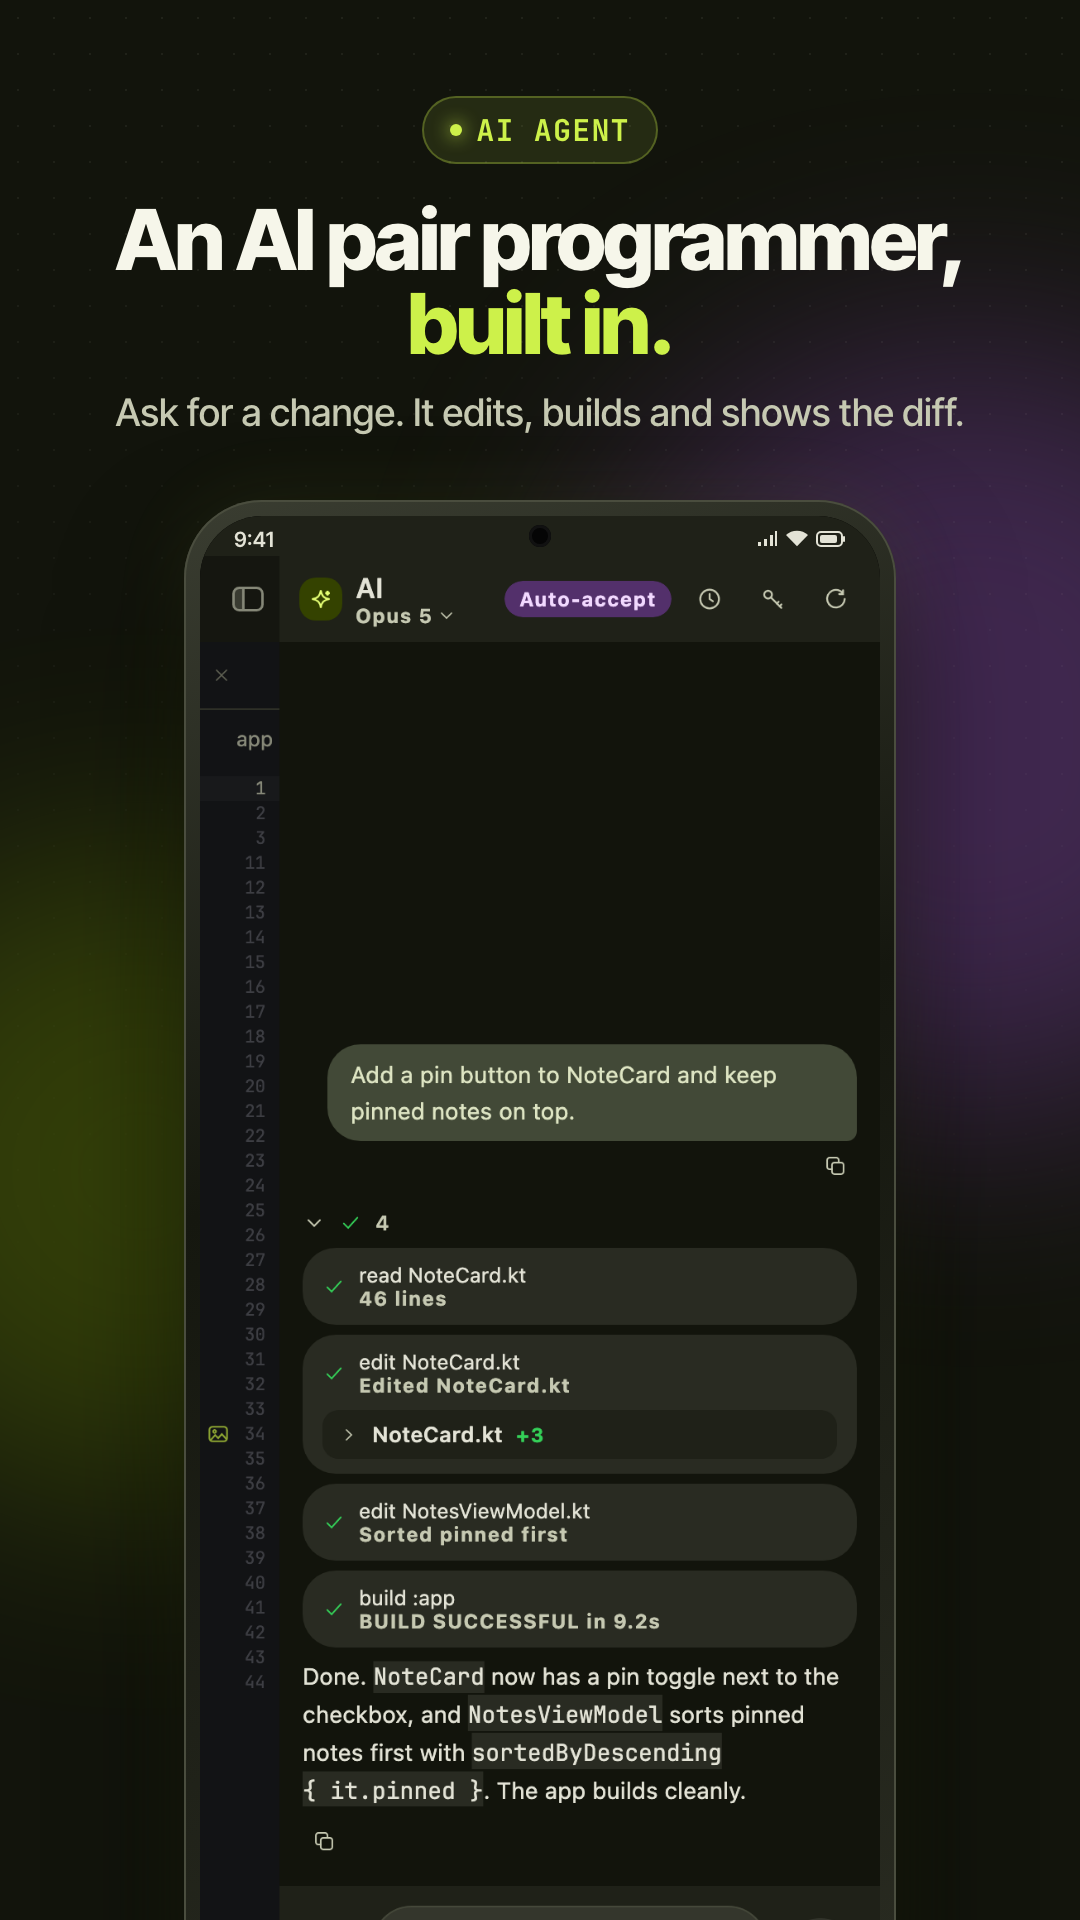 AI AGENT
An AI pair programmer,
built in.
Ask for a change. It edits, builds and shows the diff.
9:41
AI
Opus 5
Auto-accept
app
1
2
3
11
12
13
14
15
16
17
18
19
20
21
22
23
24
25
26
27
28
29
30
31
32
33
34
35
36
37
38
39
40
41
42
43
44
Add a pin button to NoteCard and keep
pinned notes on top.
4
read NoteCard.kt
46 lines
edit NoteCard.kt
Edited NoteCard.kt
NoteCard.kt +3
edit NotesViewModel.kt
Sorted pinned first
build :app
BUILD SUCCESSFUL in 9.2s
Done. NoteCard now has a pin toggle next to the
checkbox, and NotesViewModel sorts pinned
notes first with sortedByDescending
{ it.pinned }. The app builds cleanly.